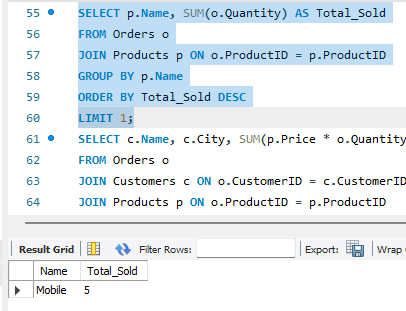 55 SELECT p.Name, SUM(o.Quantity) AS Total_Sold
56 FROM Orders o
57 JOIN Products p ON o.ProductID = p.ProductID
58 GROUP BY p.Name
59 ORDER BY Total_Sold DESC
60 LIMIT 1;
61 SELECT c.Name, c.City, SUM(p.Price * o.Quantity
62 FROM Orders o
63 JOIN Customers c ON o.CustomerID = c.CustomerID
64 JOIN Products p ON o.ProductID = p.ProductID
Result Grid Filter Rows: Export: Wrap C
Name Total_Sold
Mobile 5